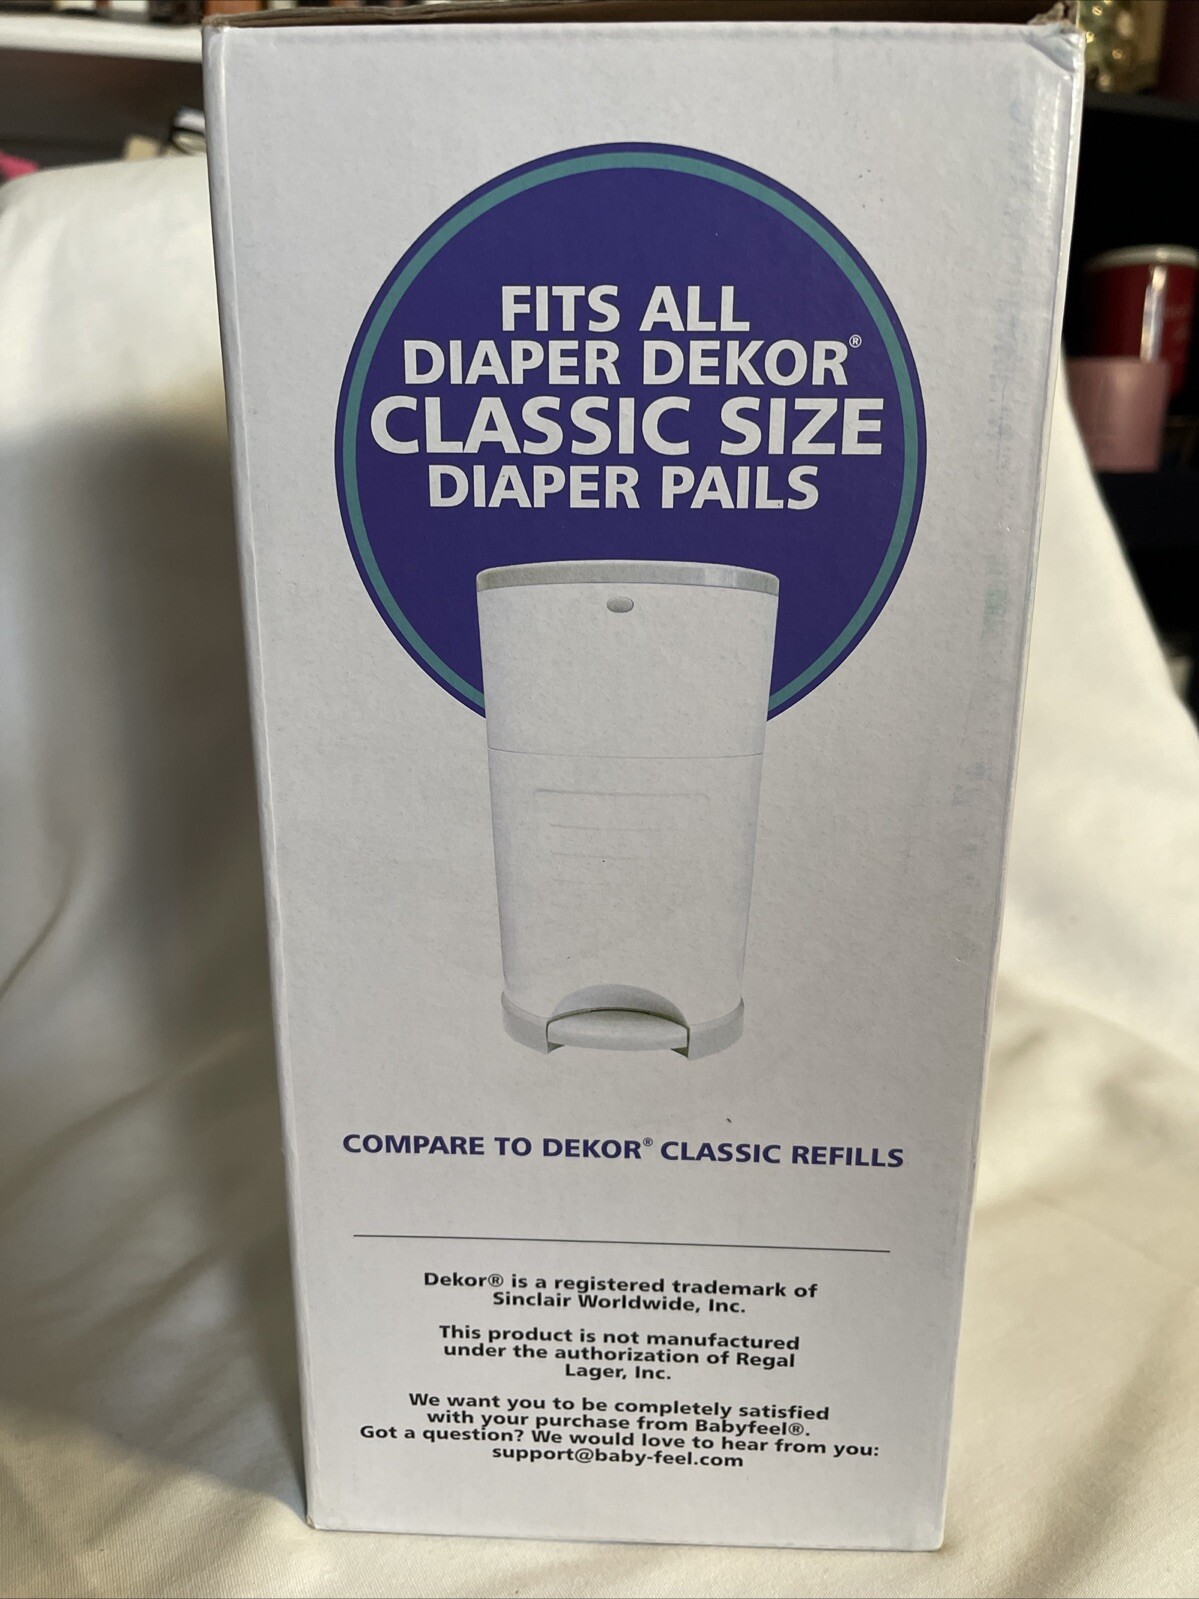 FITS ALL
DIAPER DEKOR®
CLASSIC SIZE
DIAPER PAILS
COMPARE TO DEKOR® CLASSIC REFILLS
Dekor® is a registered trademark of
Sinclair Worldwide, Inc.
This product is not manufactured
under the authorization of Regal
Lager, Inc.
We want you to be completely satisfied
with your purchase from Babyfeel®.
Got a question? We would love to hear from you:
support@baby-feel.com